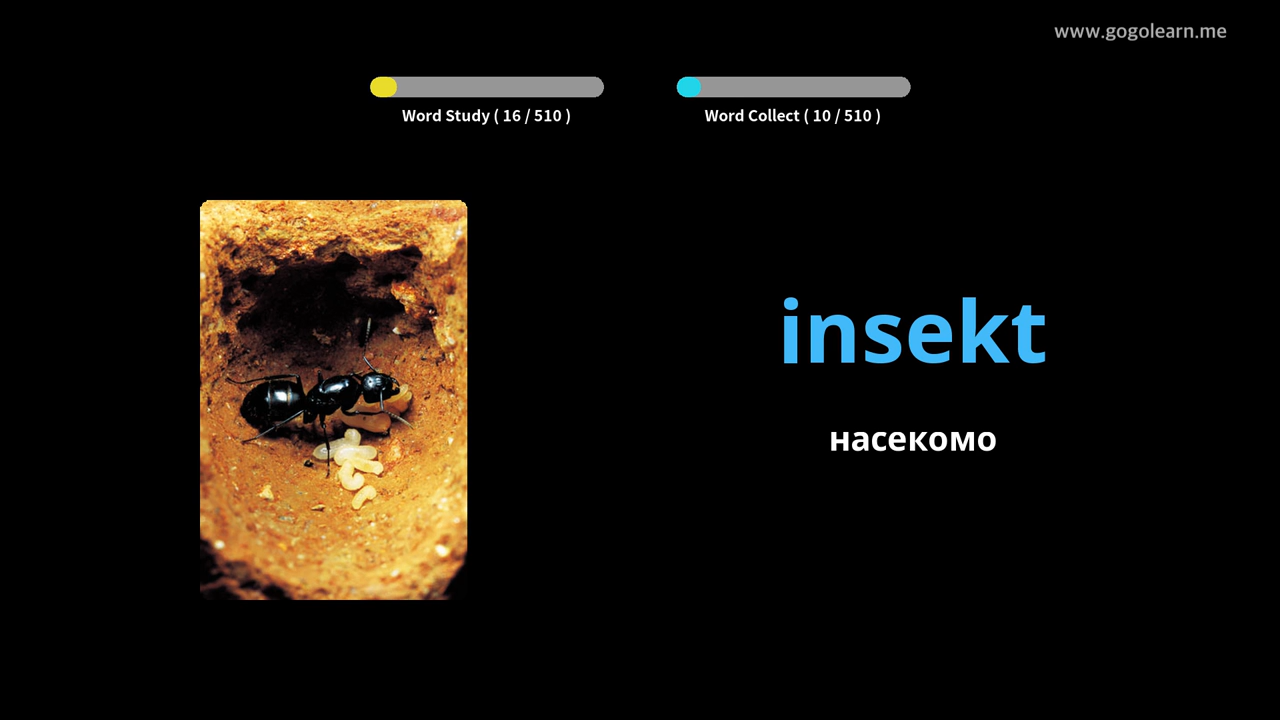 www.gogolearn.me
Word Study ( 16 / 510 )
Word Collect ( 10 / 510 )
insekt
насекомо